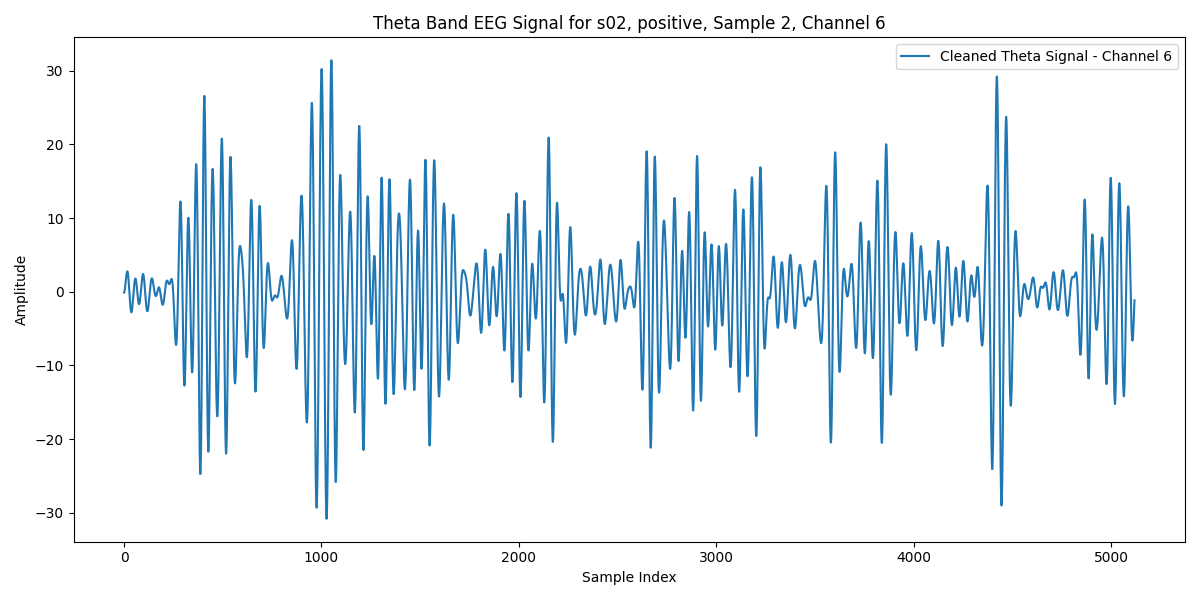 Theta Band EEG Signal for s02, positive, Sample 2, Channel 6
Cleaned Theta Signal - Channel 6
Amplitude
30
20
10
0
−10
−20
−30
0 1000 2000 3000 4000 5000
Sample Index